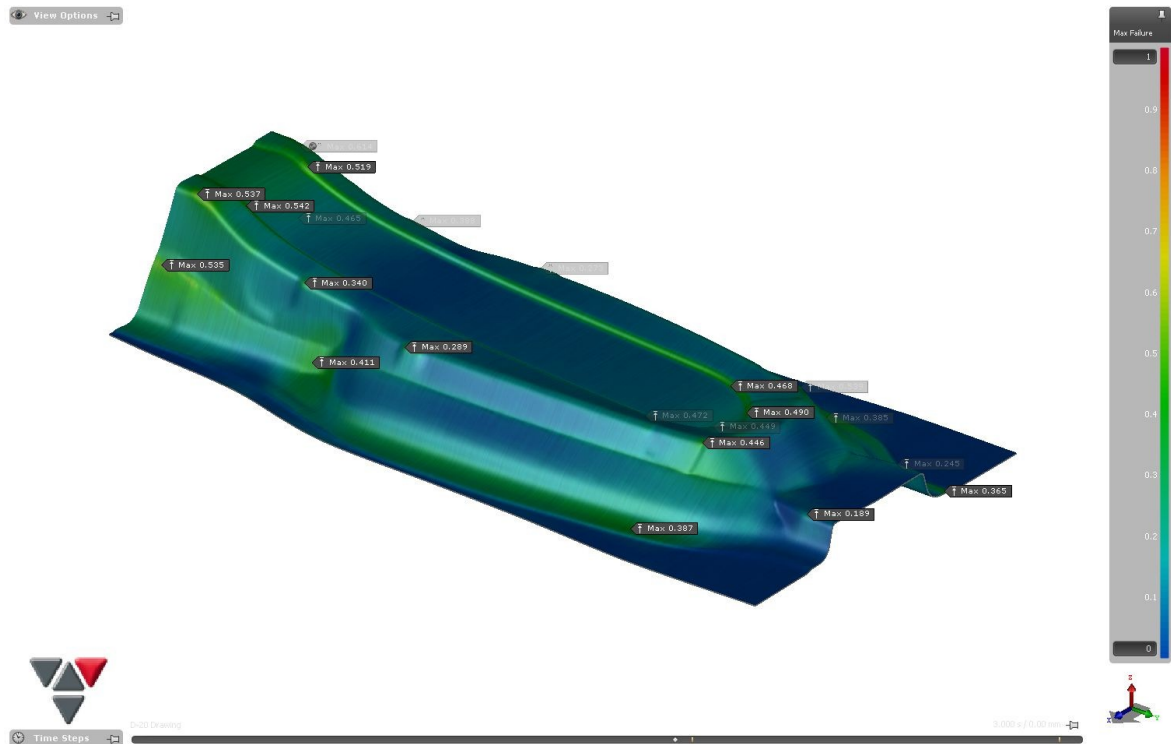 View Options
Max Failure
1
0.9
0.8
0.7
0.6
0.5
0.4
0.3
0.2
0.1
0
Max 0.519
Max 0.537
Max 0.542
Max 0.465
Max 0.535
Max 0.340
Max 0.289
Max 0.411
Max 0.468
Max 0.490
Max 0.472
Max 0.385
Max 0.449
Max 0.446
Max 0.245
Max 0.365
Max 0.189
Max 0.387
Z
X
Y
D-20 Drawing
Time Steps